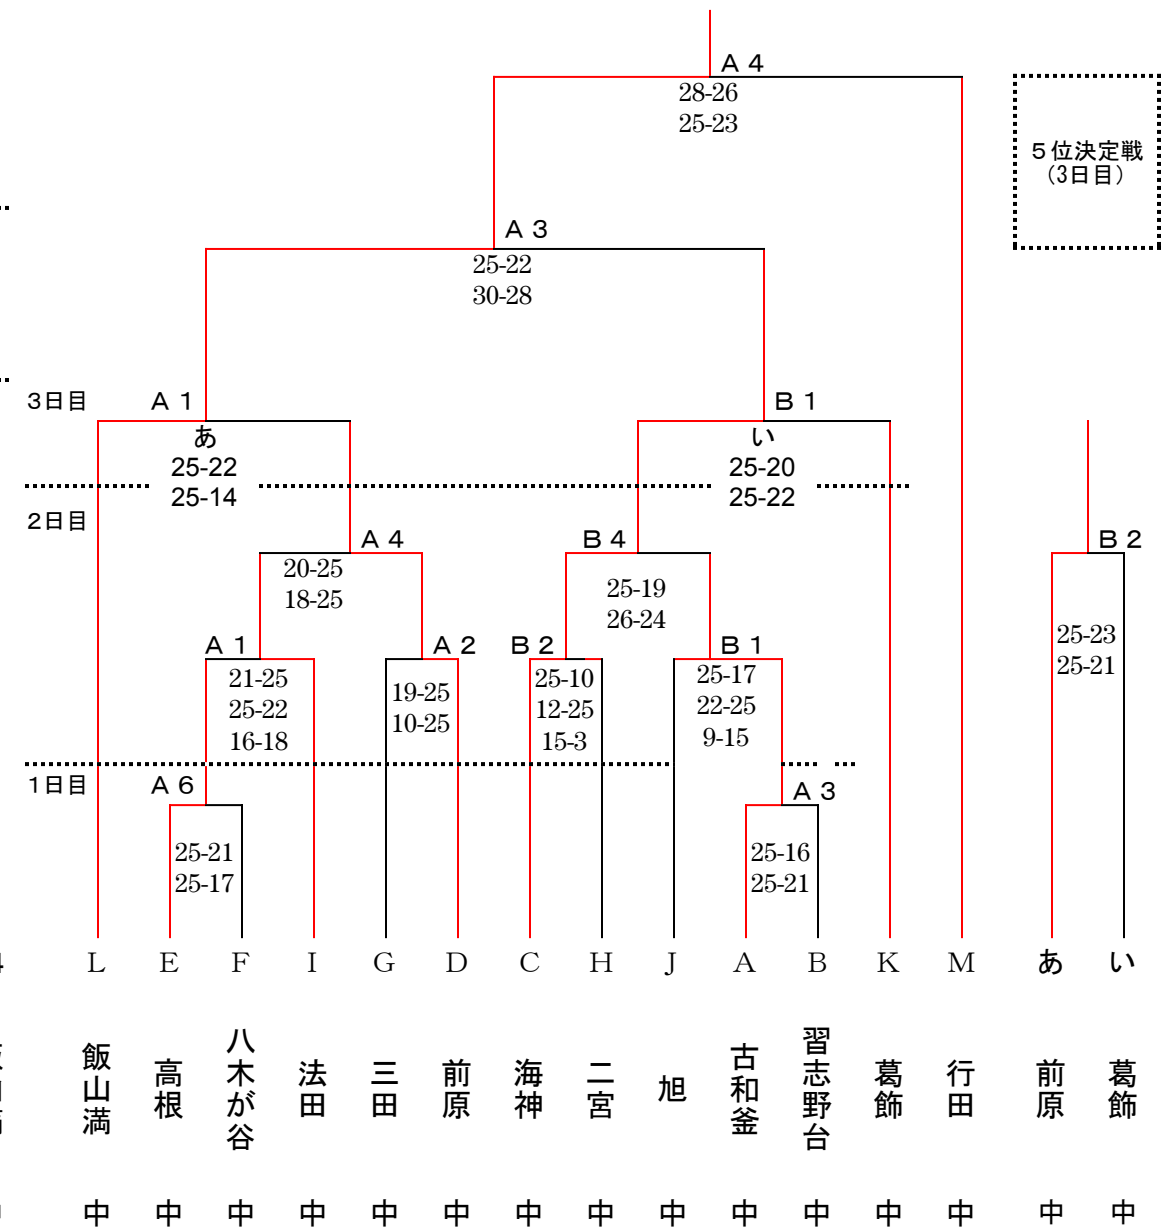 A 4
28-26
25-23
5位決定戦
(3日目)
A 3
25-22
30-28
3日目
A 1
B 1
あ
25-22
25-14
い
25-20
25-22
2日目
A 4
20-25
18-25
B 4
25-19
26-24
B 2
25-23
25-21
A 1
21-25
25-22
16-18
A 2
19-25
10-25
B 2
25-10
12-25
15-3
B 1
25-17
22-25
9-15
1日目
A 6
25-21
25-17
A 3
25-16
25-21
L E F I G D C H J A B K M あ い
飯山満中
高根中
八木が谷中
法田中
三田中
前原中
海神中
二宮中
旭中
古和釜中
習志野台中
葛飾中
行田中
前原中
葛飾中